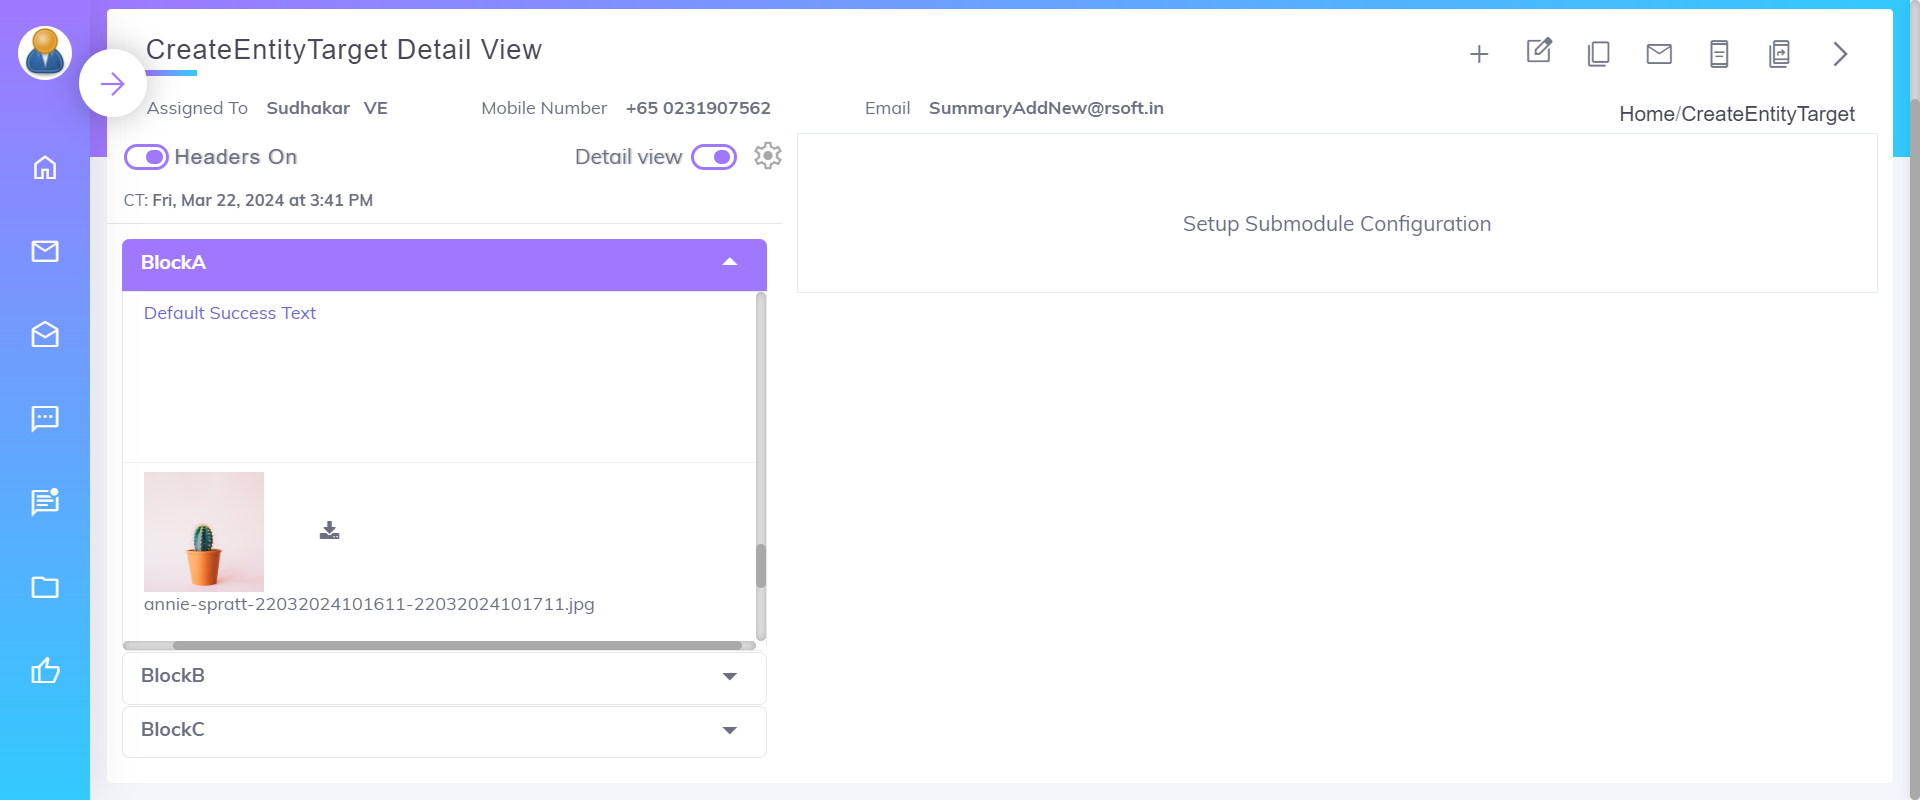 CreateEntityTarget Detail View
Assigned To Sudhakar VE Mobile Number +65 0231907562 Email SummaryAddNew@rsoft.in
Home/CreateEntityTarget
Headers On Detail view
CT: Fri, Mar 22, 2024 at 3:41 PM
Setup Submodule Configuration
BlockA
Default Success Text
annie-spratt-22032024101611-22032024101711.jpg
BlockB
BlockC